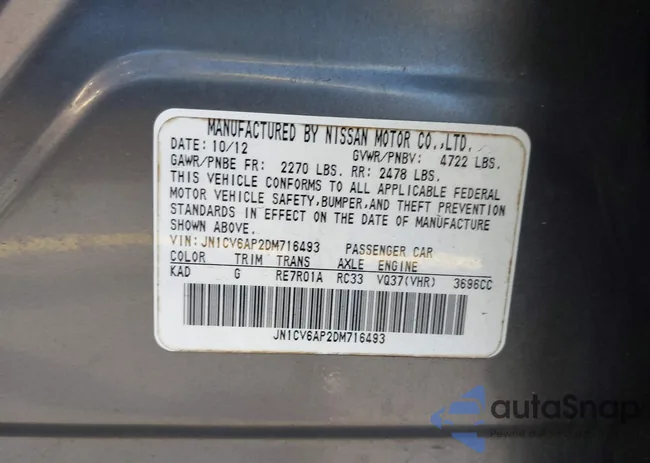 MANUFACTURED BY NISSAN MOTOR CO.,LTD.
DATE: 10/12 GVWR/PNBV: 4722 LBS.
GAWR/PNBE FR: 2270 LBS. RR: 2478 LBS.
THIS VEHICLE CONFORMS TO ALL APPLICABLE FEDERAL
MOTOR VEHICLE SAFETY,BUMPER,AND THEFT PREVENTION
STANDARDS IN EFFECT ON THE DATE OF MANUFACTURE
SHOWN ABOVE.
VIN: JN1CV6AP2DM716493 PASSENGER CAR
COLOR TRIM TRANS AXLE ENGINE
KAD G RE7R01A RC33 VQ37(VHR) 3696CC
JN1CV6AP2DM716493
autaSnap